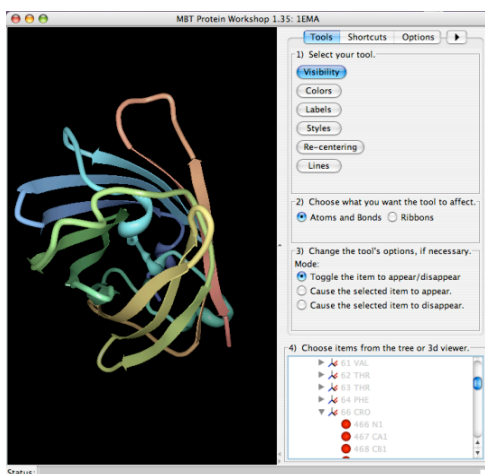 MBT Protein Workshop 1.35: 1EMA
Tools Shortcuts Options
1) Select your tool.
Visibility
Colors
Labels
Styles
Re-centering
Lines
2) Choose what you want the tool to affect.
Atoms and Bonds Ribbons
3) Change the tool's options, if necessary.
Mode:
Toggle the item to appear/disappear
Cause the selected item to appear.
Cause the selected item to disappear.
4) Choose items from the tree or 3d viewer.
61 VAL
62 THR
63 THR
64 PHE
66 CRO
466 N1
467 CA1
468 CB1
Status: